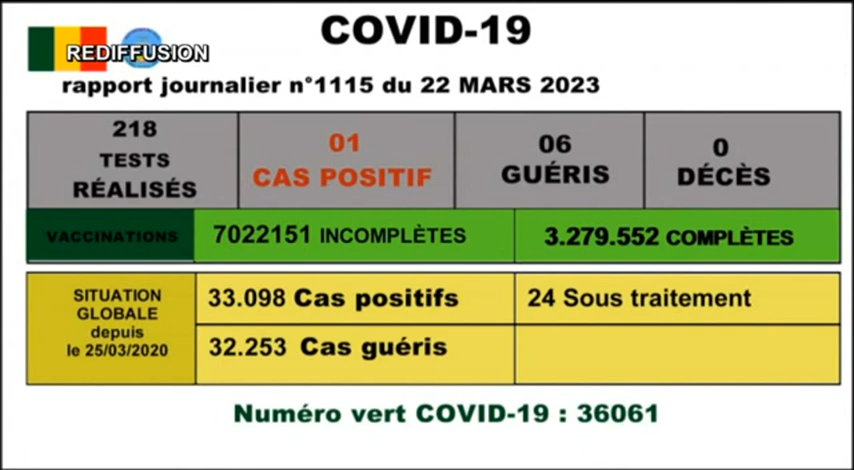 COVID-19
REDIFFUSION
rapport journalier n°1115 du 22 MARS 2023
218
TESTS
RÉALISÉS
01
CAS POSITIF
06
GUÉRIS
0
DÉCÈS
VACCINATIONS
7022151 INCOMPLÈTES
3.279.552 COMPLÈTES
SITUATION
GLOBALE
depuis
le 25/03/2020
33.098 Cas positifs
24 Sous traitement
32.253 Cas guéris
Numéro vert COVID-19 : 36061